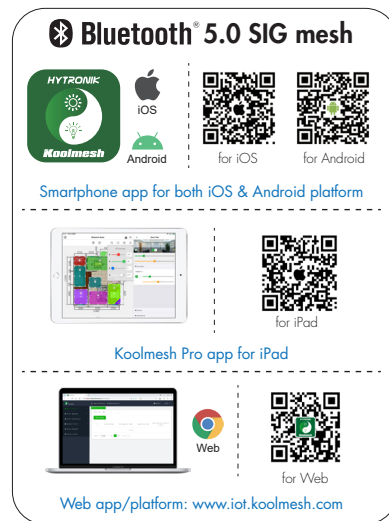 Bluetooth® 5.0 SIG mesh
HYTRONIK
Koolmesh
iOS
Android
for iOS
for Android
Smartphone app for both iOS & Android platform
for iPad
Koolmesh Pro app for iPad
Web
for Web
Web app/platform: www.iot.koolmesh.com